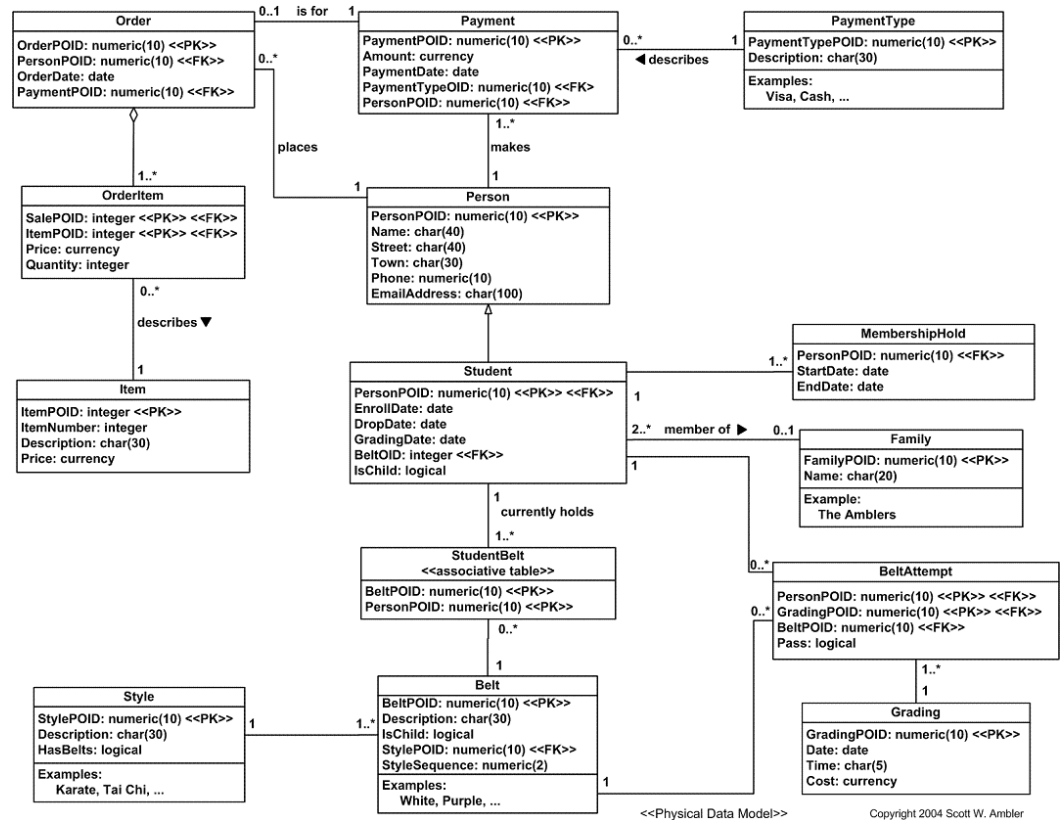 Order
OrderPOID: numeric(10) <<PK>>
PersonPOID: numeric(10) <<FK>>
OrderDate: date
PaymentPOID: numeric(10) <<FK>>
0..1 is for 1
Payment
PaymentPOID: numeric(10) <<PK>>
Amount: currency
PaymentDate: date
PaymentTypeOID: numeric(10) <<FK>
PersonPOID: numeric(10) <<FK>>
0..* 1
◀ describes
PaymentType
PaymentTypePOID: numeric(10) <<PK>>
Description: char(30)
Examples:
Visa, Cash, ...
0..*
places
1
1..*
makes
1
1..*
OrderItem
SalePOID: integer <<PK>> <<FK>>
ItemPOID: integer <<PK>> <<FK>>
Price: currency
Quantity: integer
Person
PersonPOID: numeric(10) <<PK>>
Name: char(40)
Street: char(40)
Town: char(30)
Phone: numeric(10)
EmailAddress: char(100)
0..*
describes ▼
1
Item
ItemPOID: integer <<PK>>
ItemNumber: integer
Description: char(30)
Price: currency
Student
PersonPOID: numeric(10) <<PK>> <<FK>>
EnrollDate: date
DropDate: date
GradingDate: date
BeltOID: integer <<FK>>
IsChild: logical
1..*
1
MembershipHold
PersonPOID: numeric(10) <<FK>>
StartDate: date
EndDate: date
2..* member of ▶ 0..1
Family
FamilyPOID: numeric(10) <<PK>>
Name: char(20)
Example:
The Amblers
1
0..*
1
currently holds
1..*
StudentBelt
<<associative table>>
BeltPOID: numeric(10) <<PK>>
PersonPOID: numeric(10) <<PK>>
BeltAttempt
PersonPOID: numeric(10) <<PK>> <<FK>>
GradingPOID: numeric(10) <<PK>> <<FK>>
BeltPOID: numeric(10) <<FK>>
Pass: logical
0..*
0..*
1
1..*
1
Style
StylePOID: numeric(10) <<PK>>
Description: char(30)
HasBelts: logical
Examples:
Karate, Tai Chi, ...
1 1..*
Belt
BeltPOID: numeric(10) <<PK>>
Description: char(30)
IsChild: logical
StylePOID: numeric(10) <<FK>>
StyleSequence: numeric(2)
Examples:
White, Purple, ...
1
Grading
GradingPOID: numeric(10) <<PK>>
Date: date
Time: char(5)
Cost: currency
<<Physical Data Model>>
Copyright 2004 Scott W. Ambler